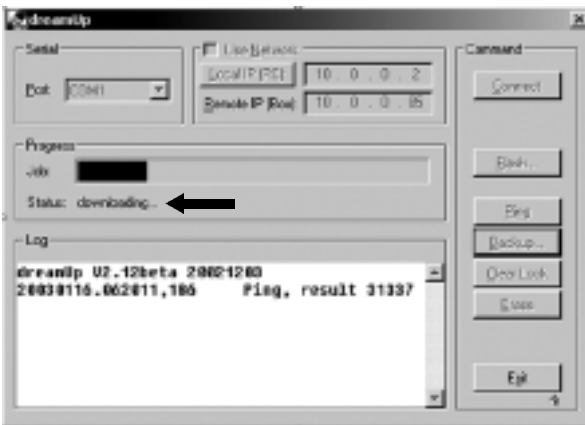 dreamUp
Serial
Port
COM1
Use Network
Local IP (PC):
10 . 0 . 0 . 2
Remote IP (Box)
10 . 0 . 0 . 85
Command
Connect
Flash...
Ping
Backup...
Clear Look
Erase
Exit
Progress
Job:
Status: downloading...
Log
dreamUp V2.12beta 20021203
20030116.062011,186 Ping, result 31337